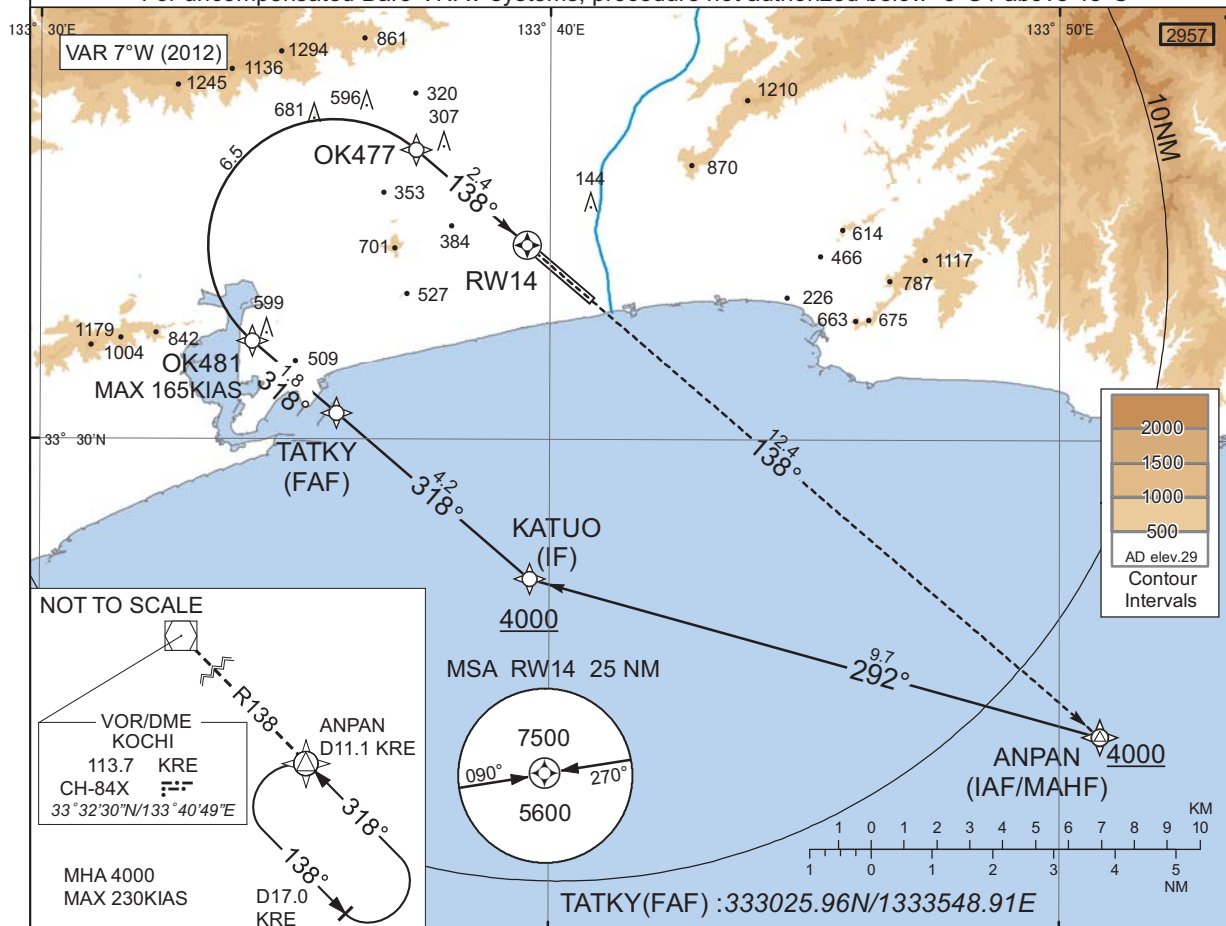 133°30'E
133°40'E
133°50'E
VAR 7°W (2012)
2957
10NM
861
1294
1136
1245
681
596
320
307
OK477
6.5
2.4
138°
353
384
701
527
RW14
144
1210
870
614
466
1117
787
226
663
675
599
1179
1004
842
OK481
MAX 165KIAS
509
1.8
318°
33° 30'N
TATKY
(FAF)
4.2
318°
KATUO
(IF)
4000
12.4
138°
9.7
292°
ANPAN
(IAF/MAHF)
4000
2000
1500
1000
500
AD elev.29
Contour
Intervals
NOT TO SCALE
R138
VOR/DME
KOCHI
113.7 KRE
CH-84X
33°32'30"N/133°40'49"E
ANPAN
D11.1 KRE
318°
138°
D17.0
KRE
MHA 4000
MAX 230KIAS
MSA RW14 25 NM
7500
090°
270°
5600
KM
1 0 1 2 3 4 5 6 7 8 9 10
1 0 1 2 3 4 5
NM
TATKY(FAF) :333025.96N/1333548.91E